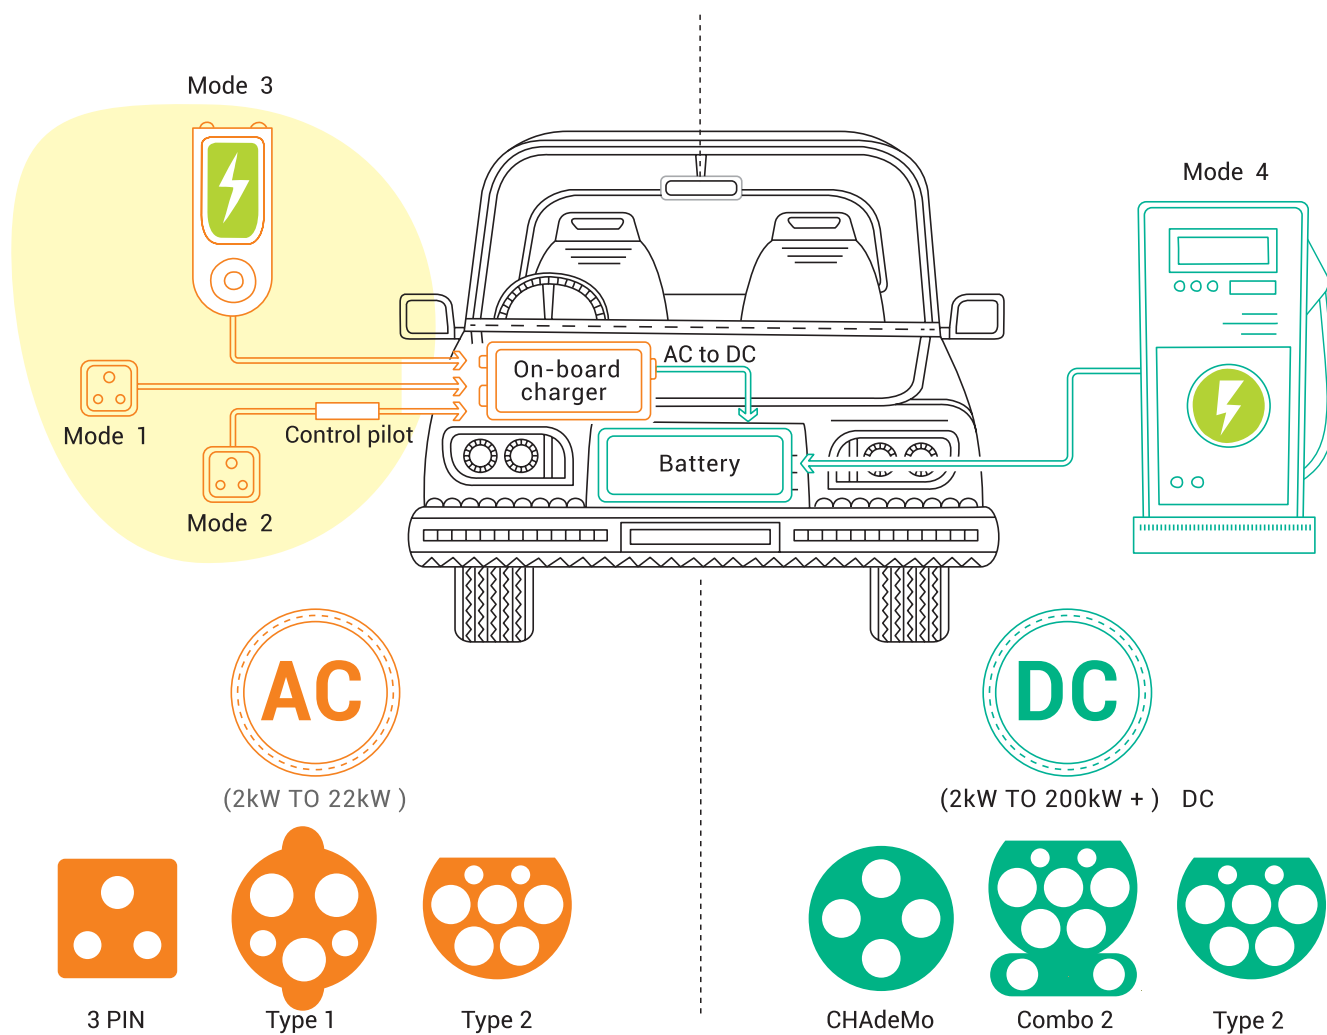 Mode 3
Mode 4
AC to DC
On-board
charger
Mode 1
Control pilot
Battery
Mode 2
AC
DC
(2kW TO 22kW )
(2kW TO 200kW + ) DC
3 PIN
Type 1
Type 2
CHAdeMo
Combo 2
Type 2